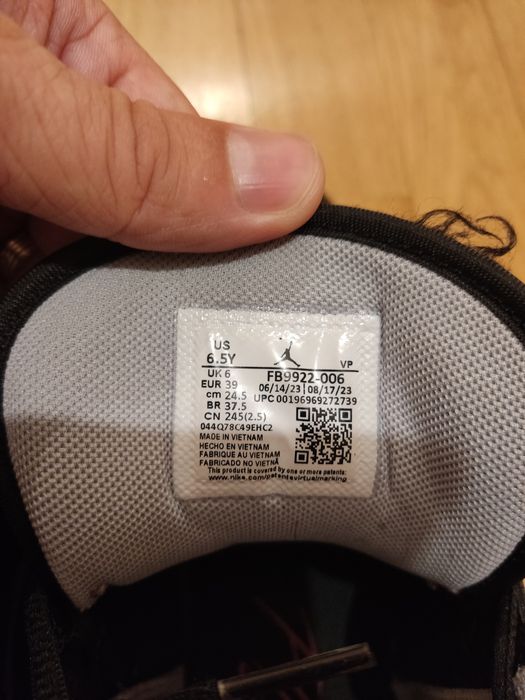 US
6.5Y
VP
UK 6
FB9922-006
EUR 39
06/14/23 08/17/23
cm 24.5
UPC 00196969272739
BR 37.5
CN 245(2.5)
044Q78C49EHC2
MADE IN VIETNAM
HECHO EN VIETNAM
FABRIQUE AU VIETNAM
FABRICADO NO VIETNÃ
This product is covered by one or more patents:
www.nike.com/patentsvirtualmarking